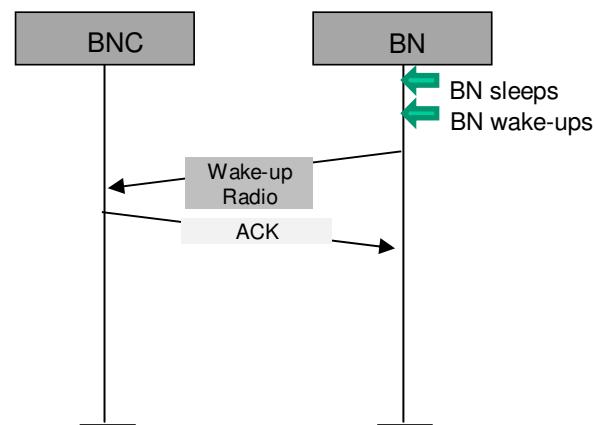 BNC
BN
BN sleeps
BN wake-ups
Wake-up
Radio
ACK